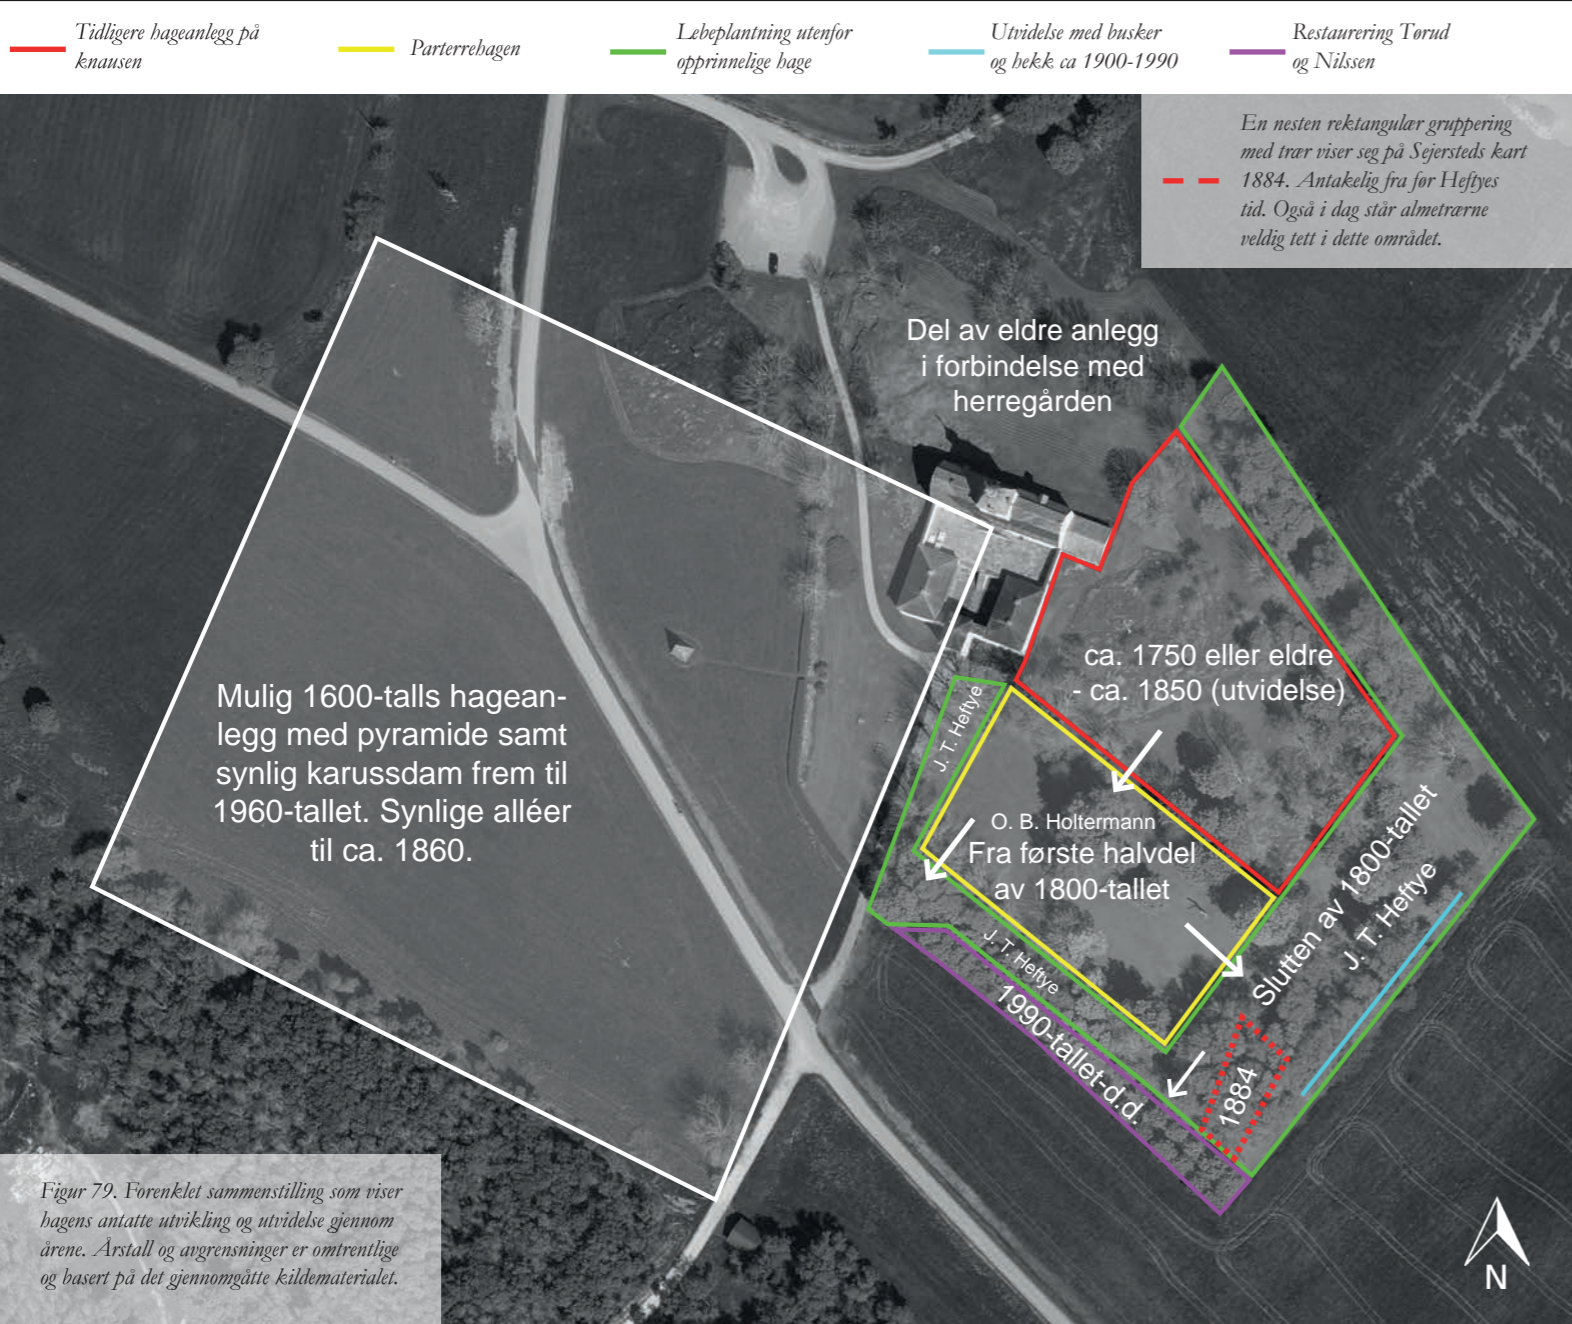 Tidligere hageanlegg på
knausen
Parterrehagen
Lebeplantning utenfor
opprinnelige hage
Utvidelse med busker
og hekk ca 1900-1990
Restaurering Tørud
og Nilssen
En nesten rektangulær gruppering
med trær viser seg på Sejersteds kart
1884. Antakelig fra før Heftyes
tid. Også i dag står almetrærne
veldig tett i dette området.
Del av eldre anlegg
i forbindelse med
herregården
ca. 1750 eller eldre
- ca. 1850 (utvidelse)
Mulig 1600-talls hagean-
legg med pyramide samt
synlig karussdam frem til
1960-tallet. Synlige alléer
til ca. 1860.
J. T. Heftye
O. B. Holtermann
Fra første halvdel
av 1800-tallet
Slutten av 1800-tallet
J. T. Heftye
J. T. Heftye
1990-tallet-d.d.
1884
Figur 79. Forenklet sammenstilling som viser
hagens antatte utvikling og utvidelse gjennom
årene. Årstall og avgrensninger er omtrentlige
og basert på det gjennomgåtte kildematerialet.
N